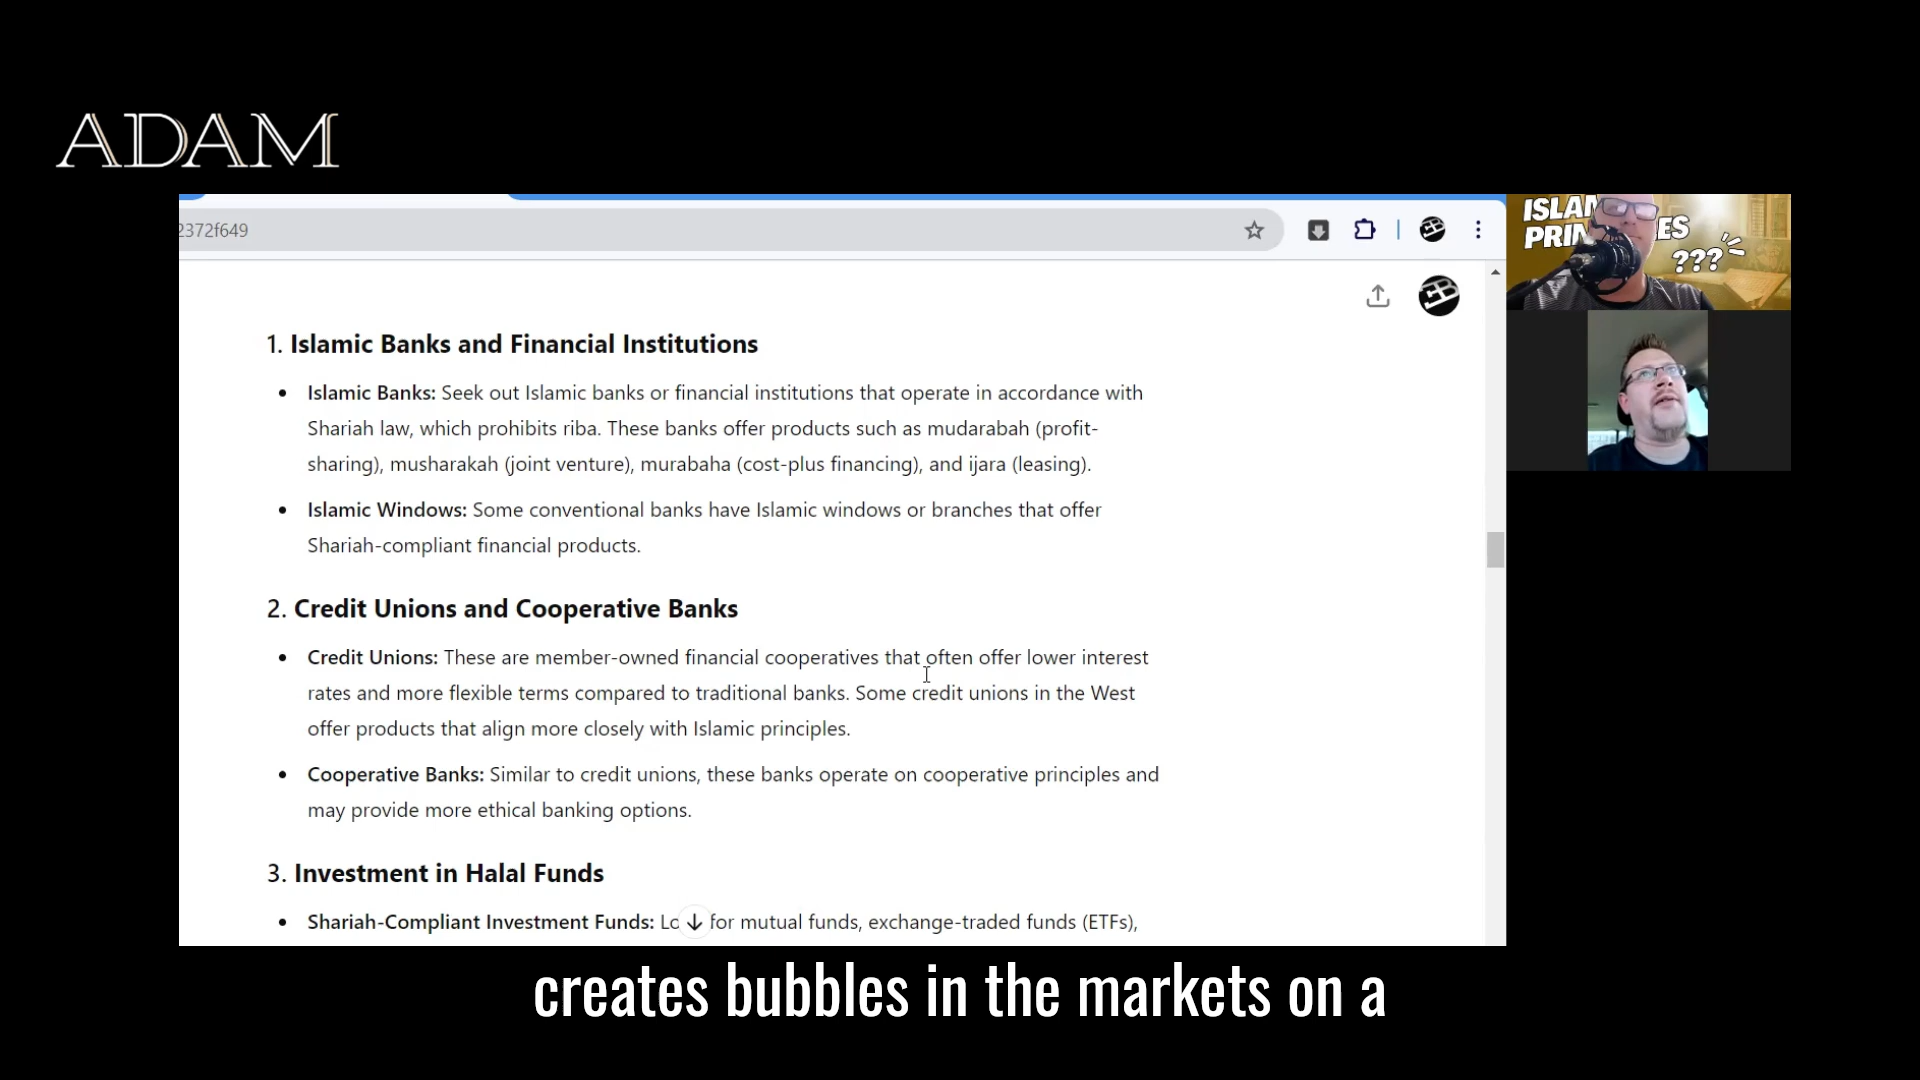 ADAM
2372f649
ISLAM
PRIN ES
???
1. Islamic Banks and Financial Institutions
• Islamic Banks: Seek out Islamic banks or financial institutions that operate in accordance with
Shariah law, which prohibits riba. These banks offer products such as mudarabah (profit-
sharing), musharakah (joint venture), murabaha (cost-plus financing), and ijara (leasing).
• Islamic Windows: Some conventional banks have Islamic windows or branches that offer
Shariah-compliant financial products.
2. Credit Unions and Cooperative Banks
• Credit Unions: These are member-owned financial cooperatives that often offer lower interest
rates and more flexible terms compared to traditional banks. Some credit unions in the West
offer products that align more closely with Islamic principles.
• Cooperative Banks: Similar to credit unions, these banks operate on cooperative principles and
may provide more ethical banking options.
3. Investment in Halal Funds
• Shariah-Compliant Investment Funds: Lo for mutual funds, exchange-traded funds (ETFs),
creates bubbles in the markets on a